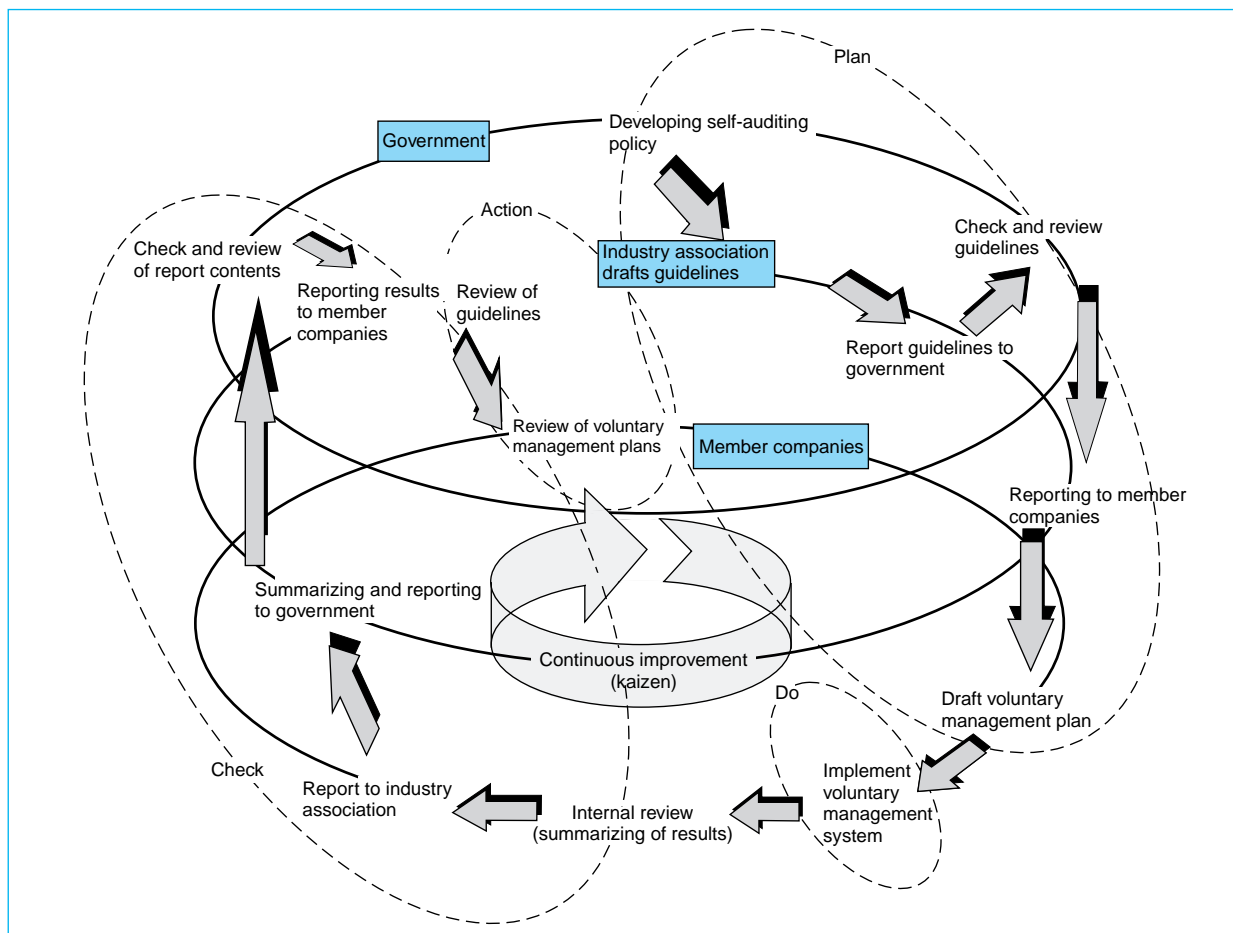 Plan
Developing self-auditing
policy
Government
Action
Check and review
guidelines
Check and review
of report contents
Industry association
drafts guidelines
Reporting results
to member
companies
Review of
guidelines
Report guidelines to
government
Review of voluntary
management plans
Member companies
Reporting to member
companies
Summarizing and reporting
to government
Continuous improvement
(kaizen)
Do
Draft voluntary
management plan
Check
Report to industry
association
Internal review
(summarizing of results)
Implement
voluntary
management
system